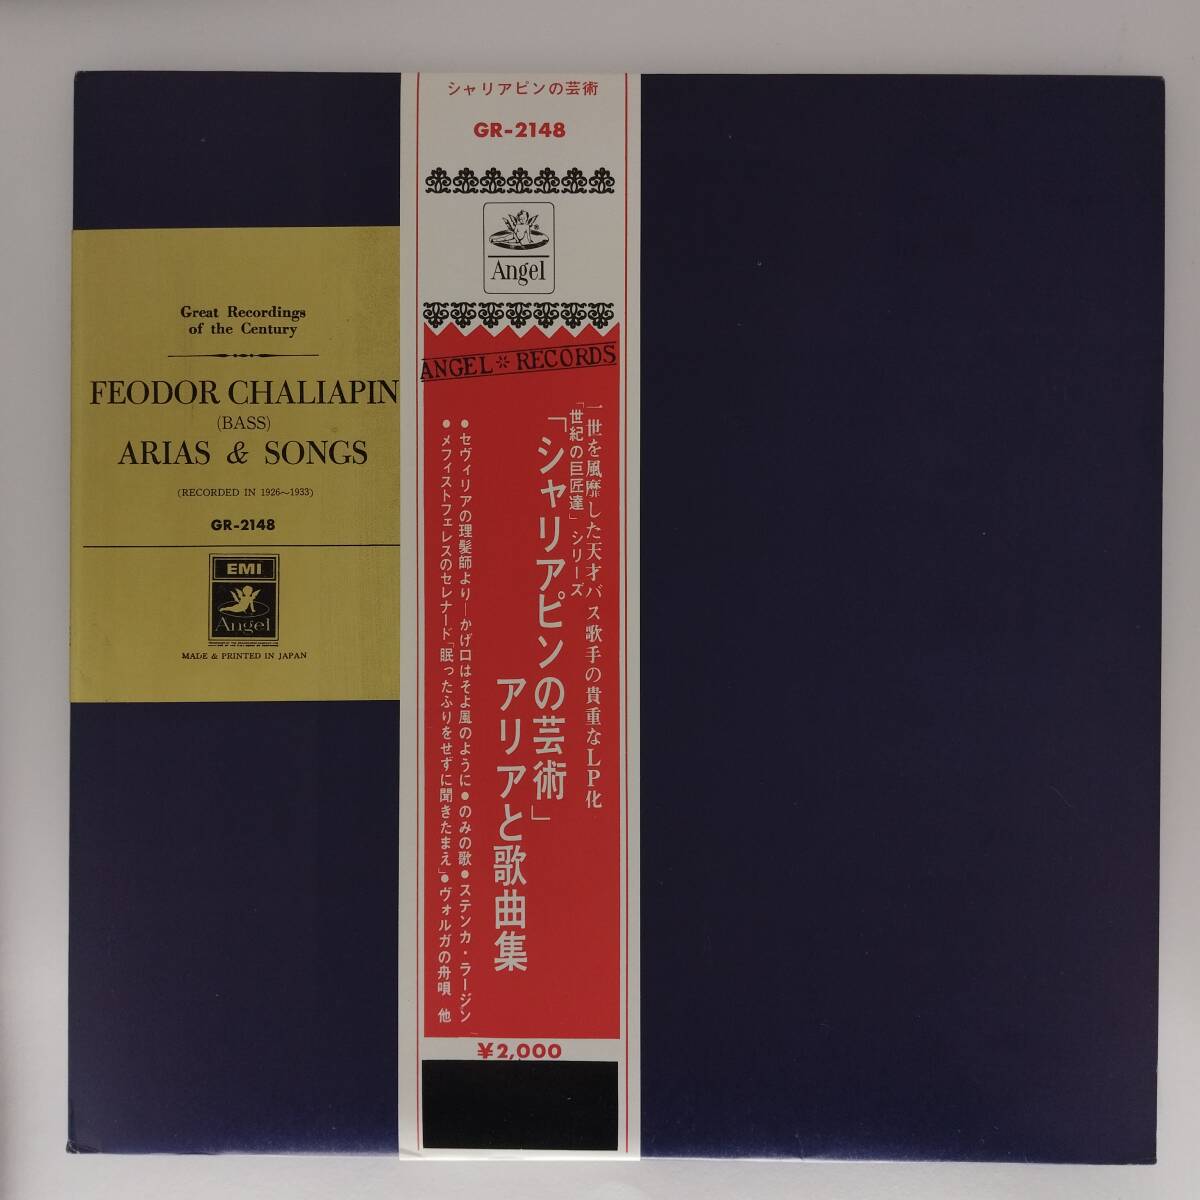 Great Recordings
of the Century
FEODOR CHALIAPIN
(BASS)
ARIAS & SONGS
(RECORDED IN 1926~1933)
GR-2148
EMI
Angel
MADE & PRINTED IN JAPAN
シャリアピンの芸術
GR-2148
Angel
ANGEL * RECORDS
一世を風靡した天才バス歌手の貴重なLP化
「世紀の巨匠達」シリーズ
「シャリアピンの芸術」
アリアと歌曲集
●セヴィリアの理髪師より―かげ口はそよ風のように●のみの歌●ステンカ・ラージン
●メフィストフェレスのセレナード「眠ったふりをせずに聞きたまえ」●ヴォルガの舟唄 他
¥2,000